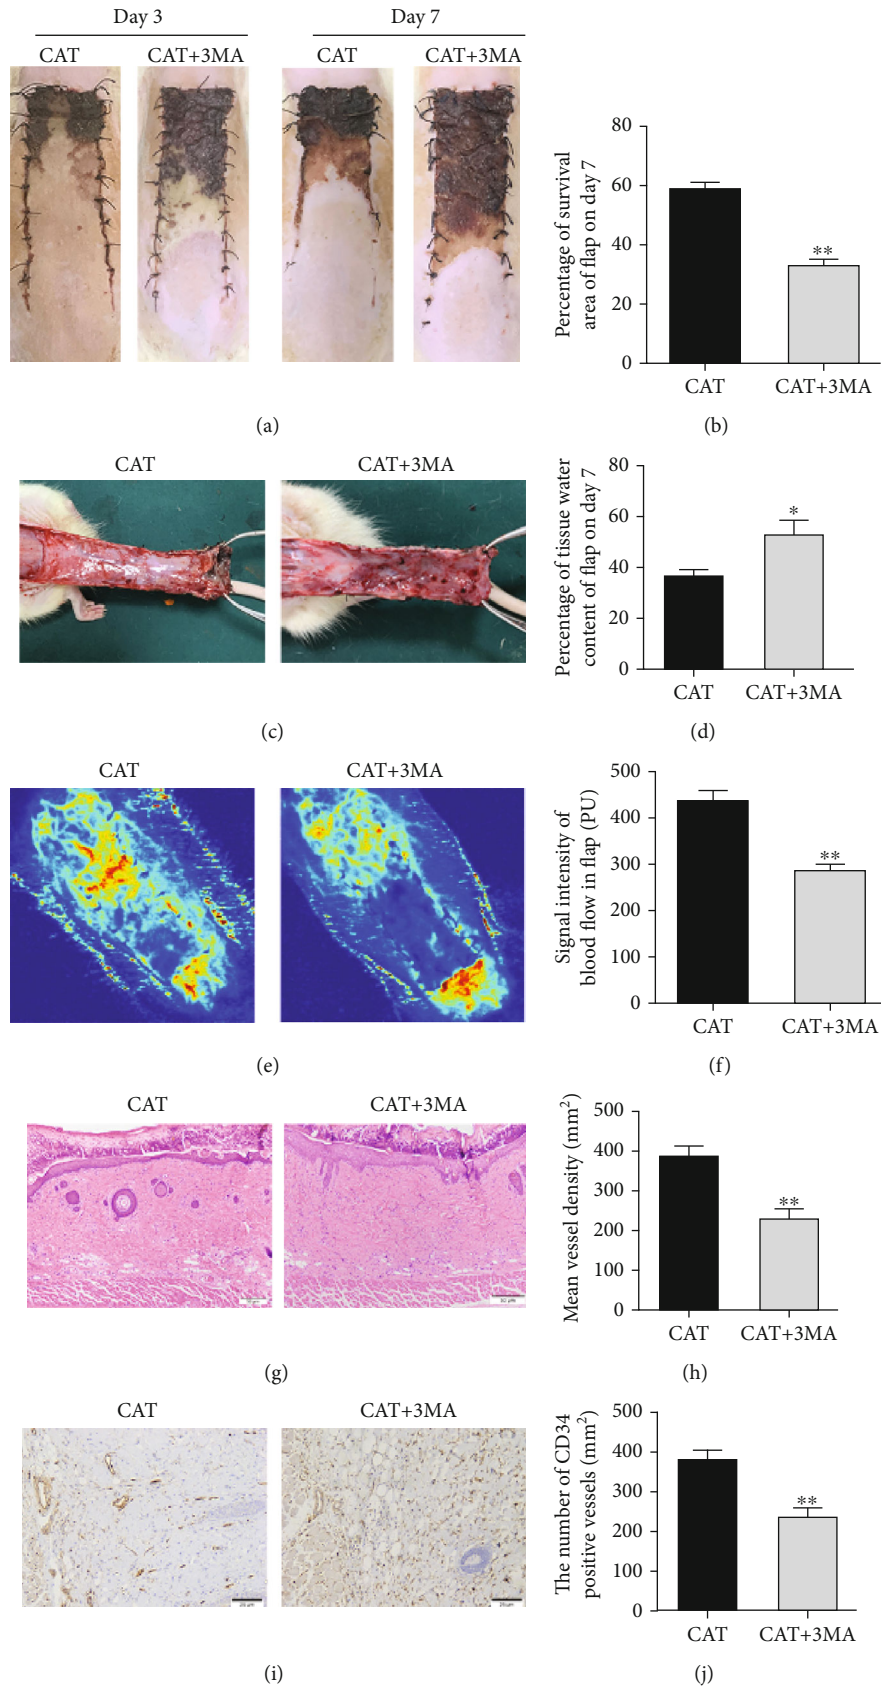 Day 3
Day 7
CAT
CAT+3MA
CAT
CAT+3MA
(a)
Percentage of survival
area of flap on day 7
80
60
40
20
0
**
CAT
CAT+3MA
(b)
CAT
CAT+3MA
(c)
Percentage of tissue water
content of flap on day 7
80
60
40
20
0
*
CAT
CAT+3MA
(d)
CAT
CAT+3MA
(e)
Signal intensity of
blood flow in flap (PU)
500
400
300
200
100
0
**
CAT
CAT+3MA
(f)
CAT
CAT+3MA
(g)
Mean vessel density (mm²)
500
400
300
200
100
0
**
CAT
CAT+3MA
(h)
CAT
CAT+3MA
(i)
The number of CD34
positive vessels (mm²)
500
400
300
200
100
0
**
CAT
CAT+3MA
(j)